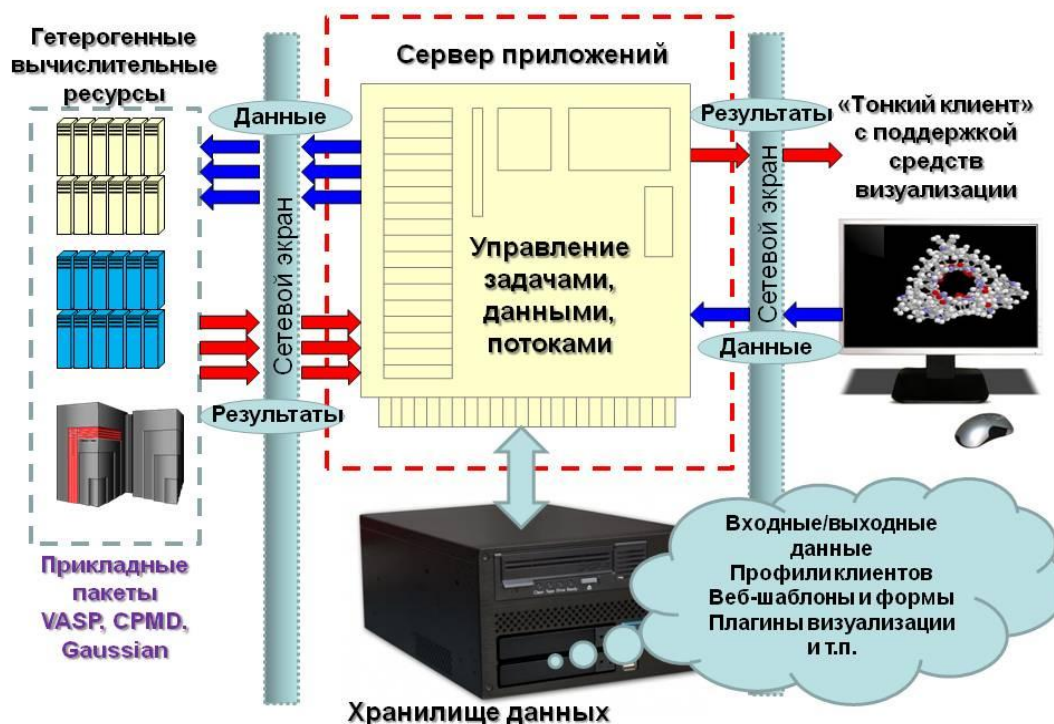 Гетерогенные
вычислительные
ресурсы
Данные
Сетевой экран
Результаты
Прикладные
пакеты
VASP, CPMD,
Gaussian
Сервер приложений
Управление
задачами,
данными,
потоками
Результаты
Сетевой экран
Данные
«Тонкий клиент»
с поддержкой
средств
визуализации
Входные/выходные
данные
Профили клиентов
Веб-шаблоны и формы
Плагины визуализации
и т.п.
Хранилище данных